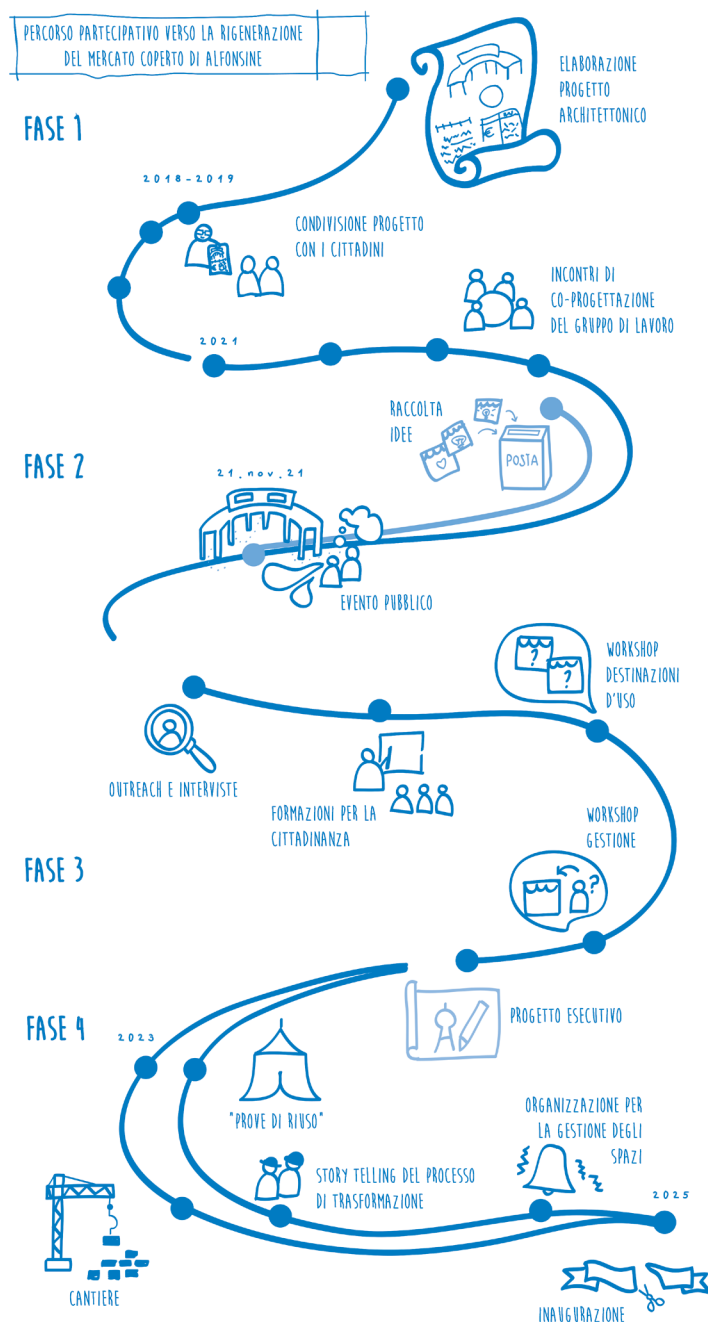 PERCORSO PARTECIPATIVO VERSO LA RIGENERAZIONE
DEL MERCATO COPERTO DI ALFONSINE
ELABORAZIONE
PROGETTO
ARCHITETTONICO
FASE 1
2018-2019
CONDIVISIONE PROGETTO
CON I CITTADINI
INCONTRI DI
CO-PROGETTAZIONE
DEL GRUPPO DI LAVORO
2021
RACCOLTA
IDEE
POSTA
FASE 2
21.nov.21
EVENTO PUBBLICO
WORKSHOP
DESTINAZIONI
D'USO
? ?
OUTREACH E INTERVISTE
FORMAZIONI PER LA
CITTADINANZA
WORKSHOP
GESTIONE
?
FASE 3
PROGETTO ESECUTIVO
FASE 4
2023
"PROVE DI RIUSO"
ORGANIZZAZIONE PER
LA GESTIONE DEGLI
SPAZI
STORY TELLING DEL PROCESSO
DI TRASFORMAZIONE
2025
CANTIERE
INAUGURAZIONE